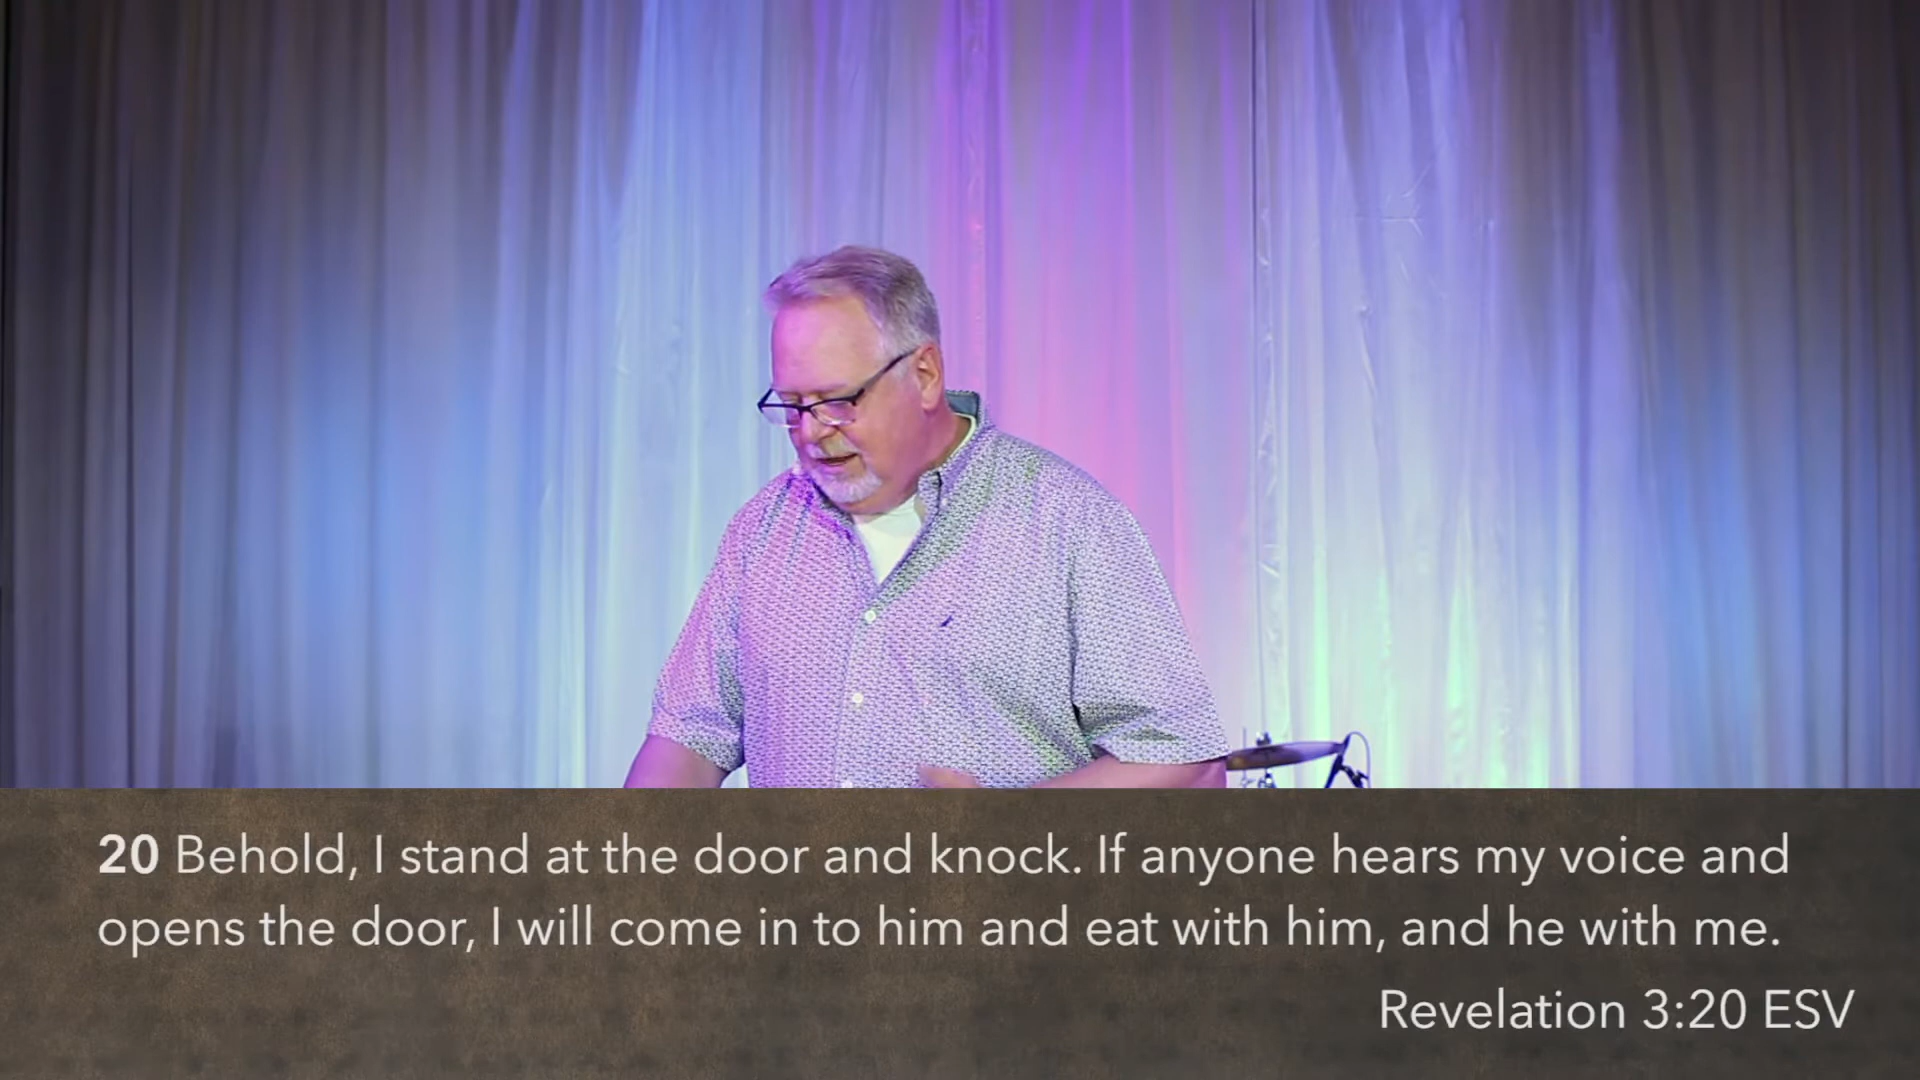 20 Behold, I stand at the door and knock. If anyone hears my voice and
opens the door, I will come in to him and eat with him, and he with me.
Revelation 3:20 ESV